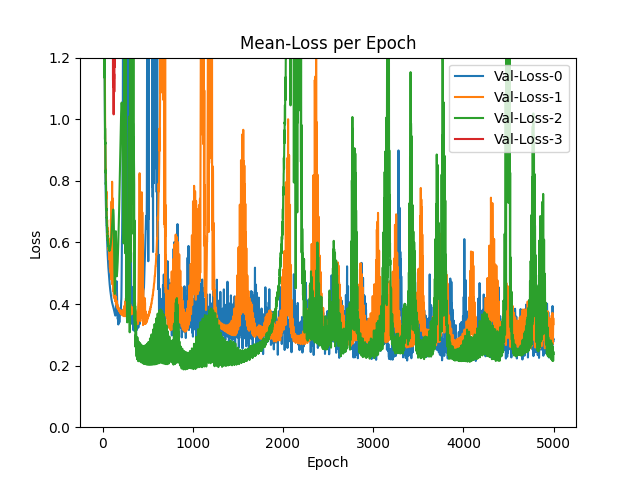 Mean-Loss per Epoch
1.2
1.0
0.8
0.6
0.4
0.2
0.0
Loss
Val-Loss-0
Val-Loss-1
Val-Loss-2
Val-Loss-3
0 1000 2000 3000 4000 5000
Epoch